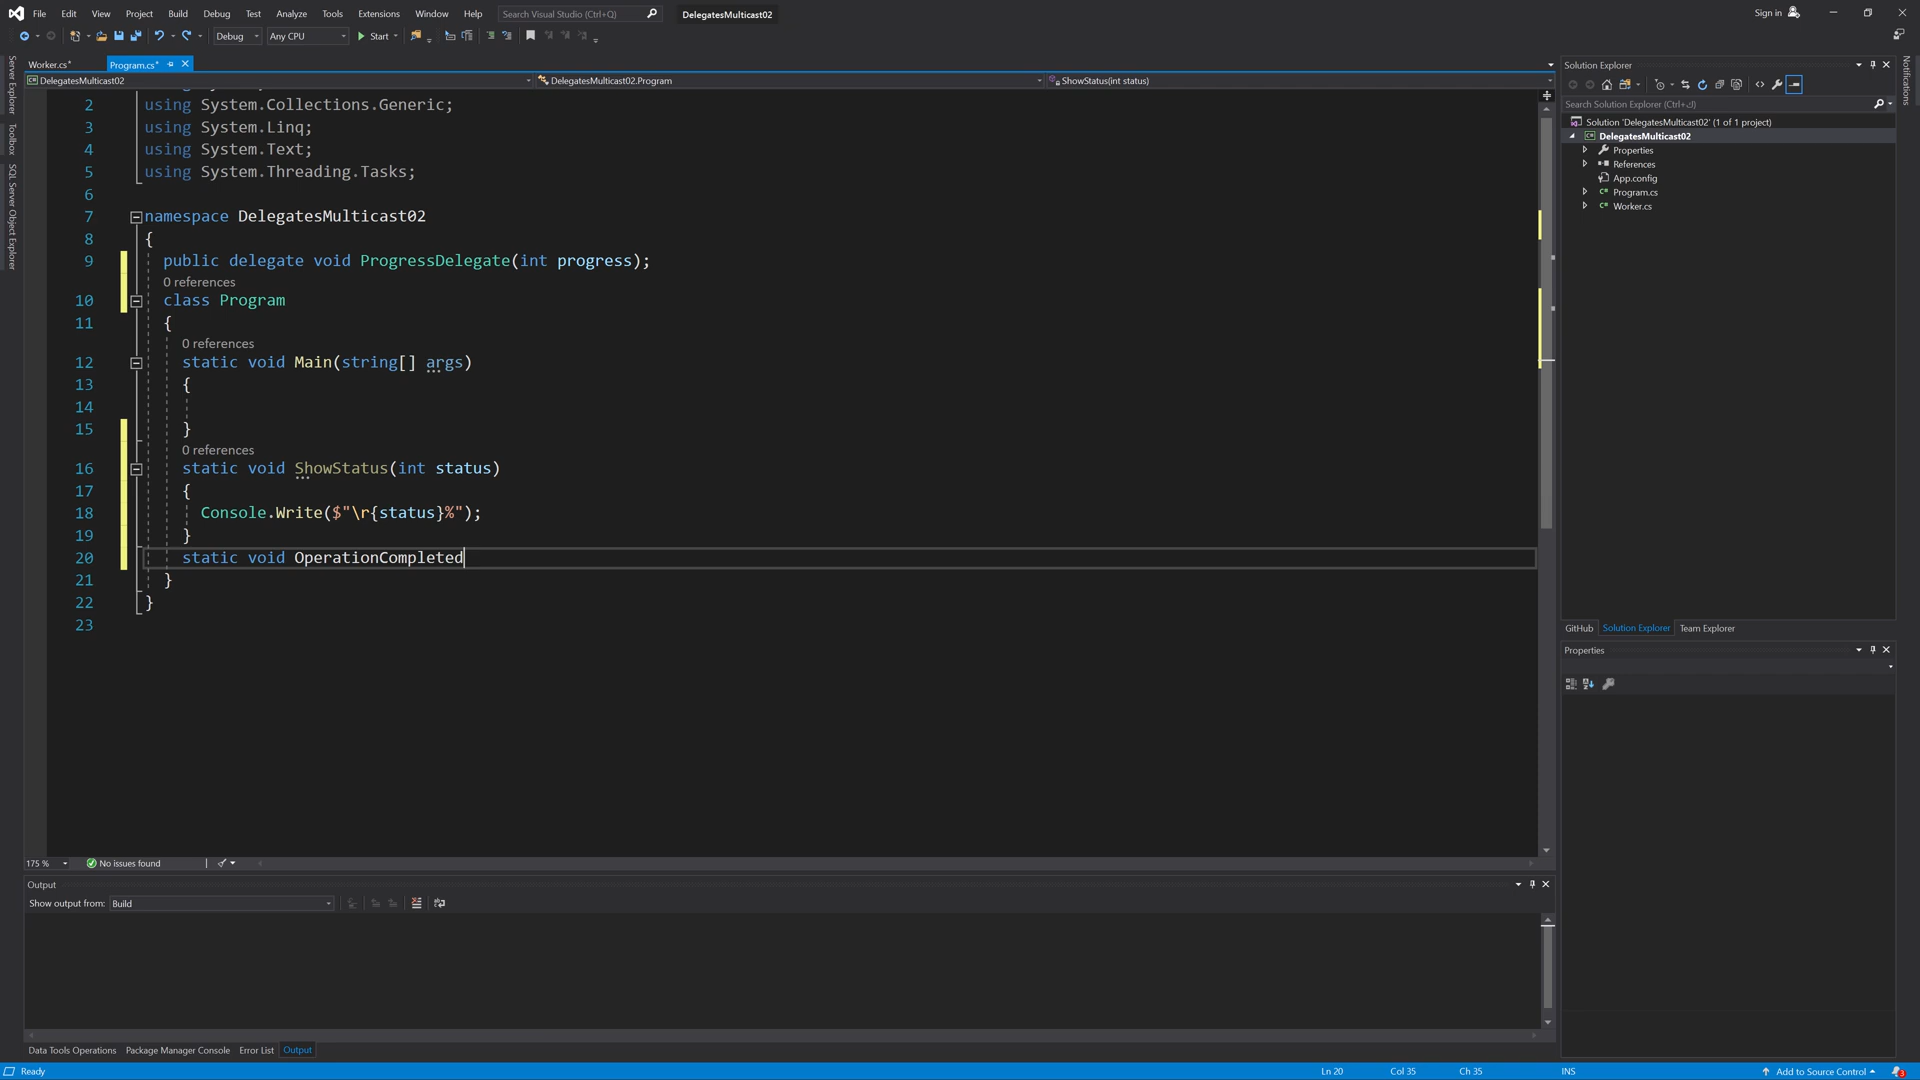 File Edit View Project Build Debug Test Analyze Tools Extensions Window Help Search Visual Studio (Ctrl+Q) DelegatesMulticast02 Sign in
Debug Any CPU Start
Worker.cs* Program.cs*
DelegatesMulticast02 DelegatesMulticast02.Program ShowStatus(int status)
2 using System.Collections.Generic;
3 using System.Linq;
4 using System.Text;
5 using System.Threading.Tasks;
6
7 namespace DelegatesMulticast02
8 {
9 public delegate void ProgressDelegate(int progress);
0 references
10 class Program
11 {
0 references
12 static void Main(string[] args)
13 {
14
15 }
0 references
16 static void ShowStatus(int status)
17 {
18 Console.Write($"\r{status}%");
19 }
20 static void OperationCompleted
21 }
22 }
23
175 % No issues found
Output
Show output from: Build
Data Tools Operations Package Manager Console Error List Output
Ready Ln 20 Col 35 Ch 35 INS Add to Source Control 3
Server Explorer
Toolbox
SQL Server Object Explorer
Solution Explorer
Search Solution Explorer (Ctrl+ك)
Solution 'DelegatesMulticast02' (1 of 1 project)
DelegatesMulticast02
Properties
References
App.config
Program.cs
Worker.cs
GitHub Solution Explorer Team Explorer
Properties
Notifications